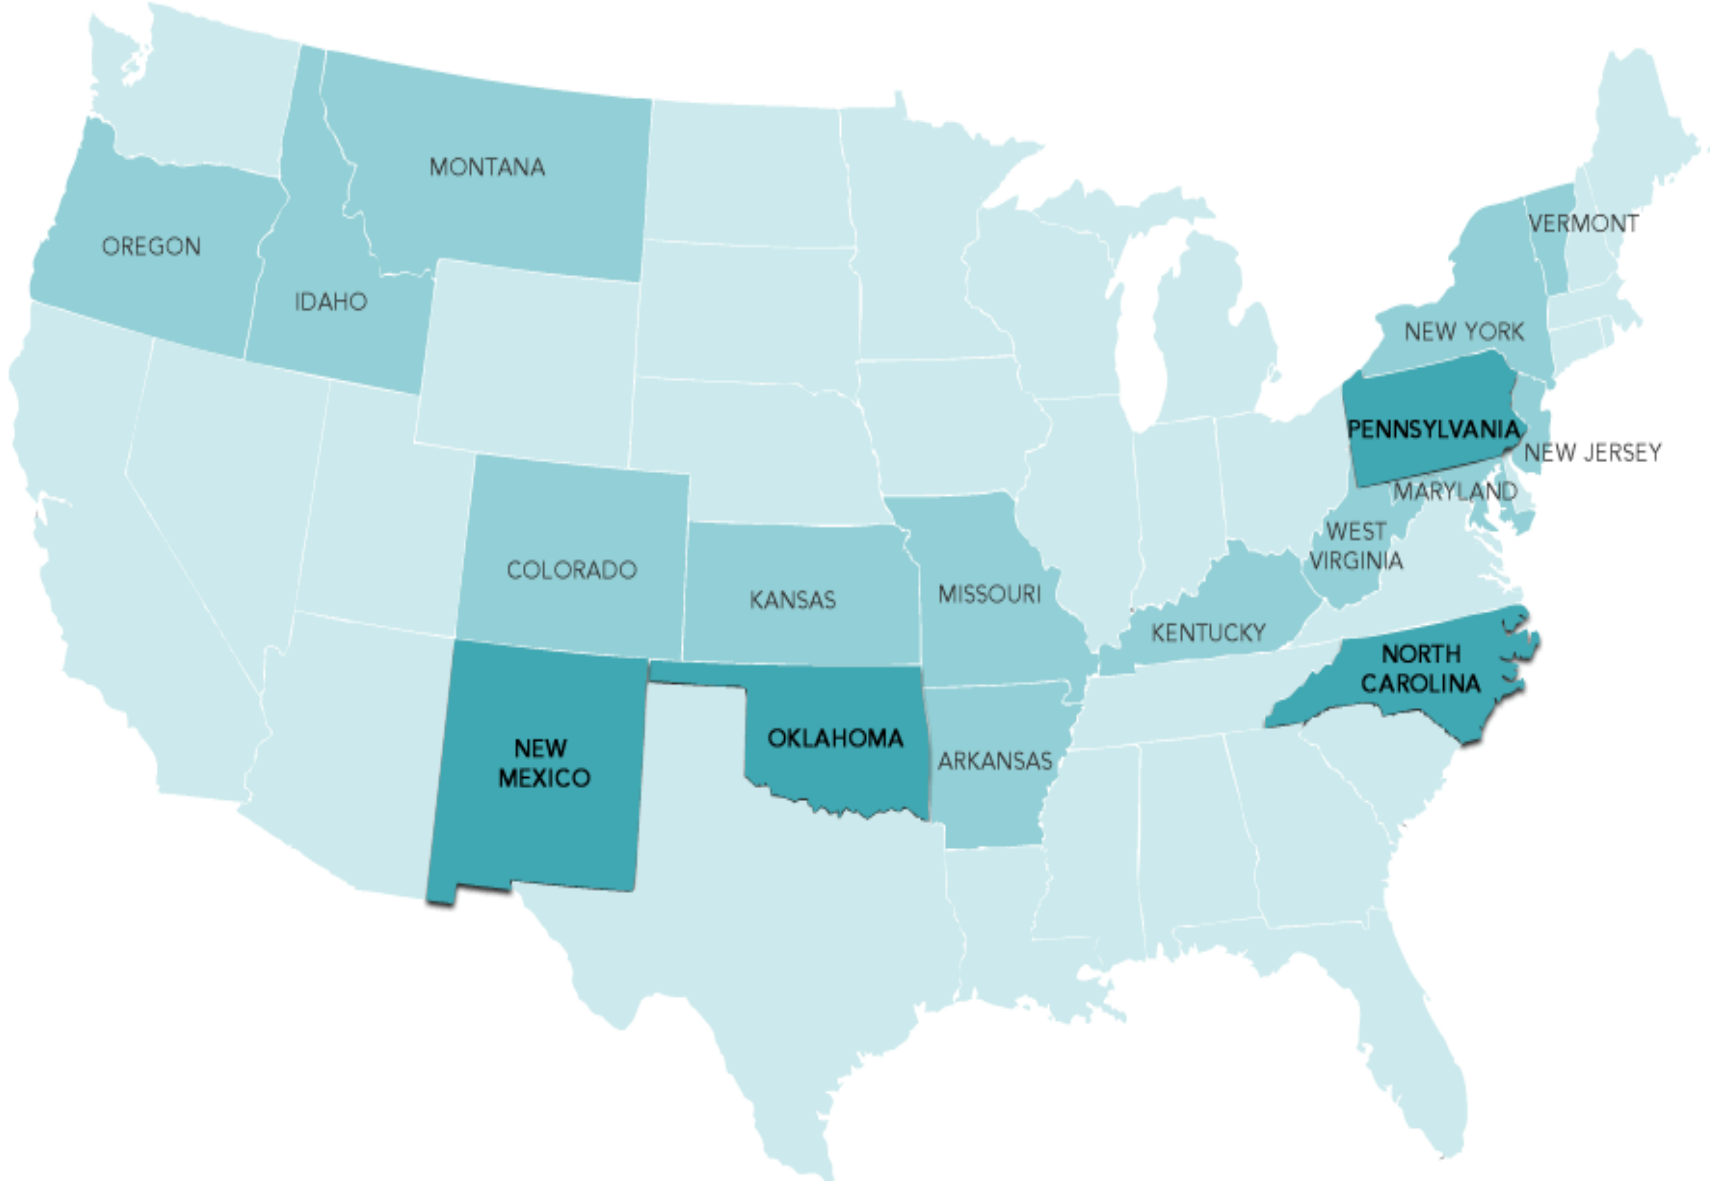 MONTANA
VERMONT
OREGON
IDAHO
NEW YORK
PENNSYLVANIA
NEW JERSEY
MARYLAND
WEST
VIRGINIA
COLORADO
KANSAS
MISSOURI
KENTUCKY
NORTH
CAROLINA
NEW
MEXICO
OKLAHOMA
ARKANSAS